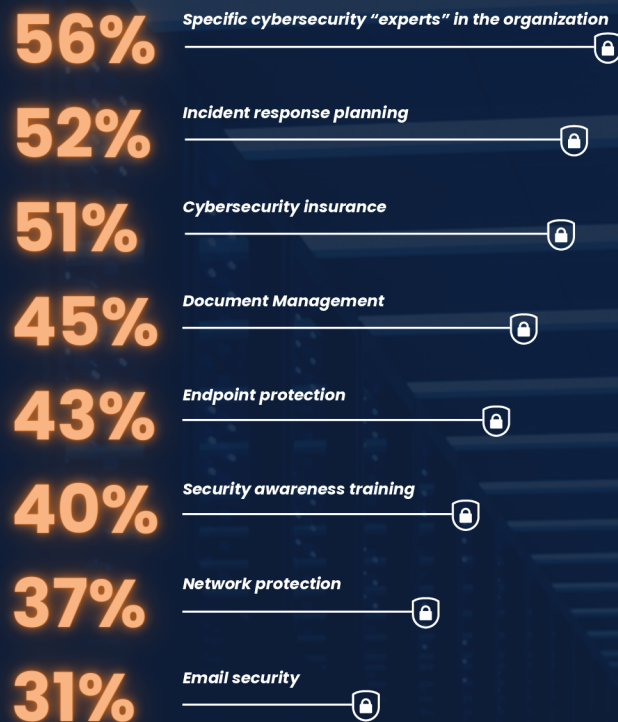 56%
Specific cybersecurity “experts” in the organization
52%
Incident response planning
51%
Cybersecurity insurance
45%
Document Management
43%
Endpoint protection
40%
Security awareness training
37%
Network protection
31%
Email security